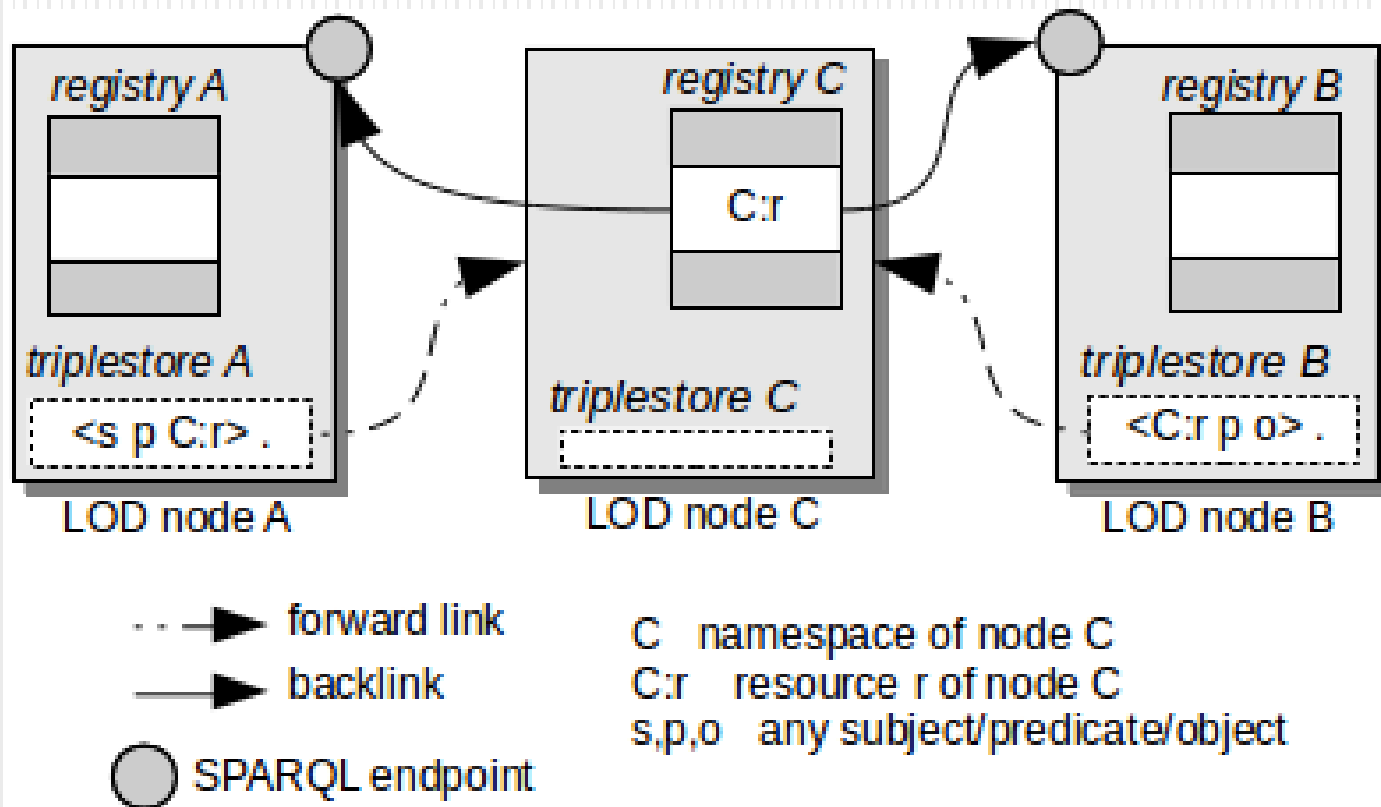 registry A
registry C
registry B
C:r
triplestore A
triplestore C
triplestore B
<s p C:r> .
<C:r p o> .
LOD node A
LOD node C
LOD node B
forward link
backlink
SPARQL endpoint
C namespace of node C
C:r resource r of node C
s,p,o any subject/predicate/object